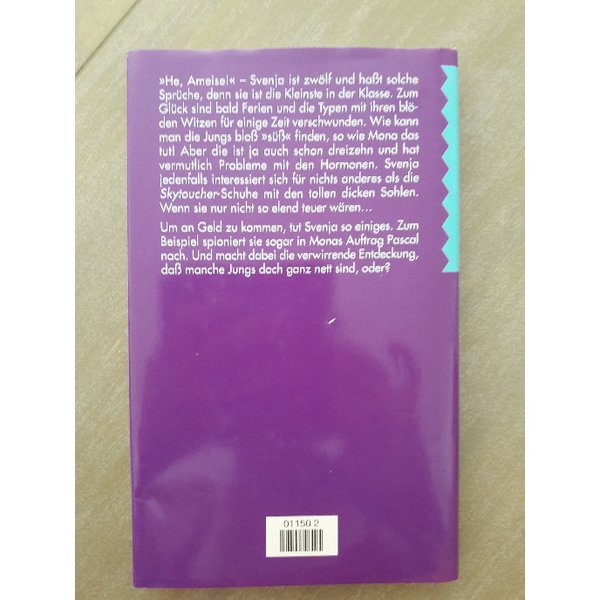 »He, Ameise!« – Svenja ist zwölf und haßt solche
Sprüche, denn sie ist die Kleinste in der Klasse. Zum
Glück sind bald Ferien und die Typen mit ihren blö-
den Witzen für einige Zeit verschwunden. Wie kann
man die Jungs bloß »süß« finden, so wie Mona das
tut! Aber die ist ja auch schon dreizehn und hat
vermutlich Probleme mit den Hormonen. Svenja
jedenfalls interessiert sich für nichts anderes als die
Skytoucher-Schuhe mit den tollen dicken Sohlen.
Wenn sie nur nicht so elend teuer wären...
Um an Geld zu kommen, tut Svenja so einiges. Zum
Beispiel spioniert sie sogar in Monas Auftrag Pascal
nach. Und macht dabei die verwirrende Entdeckung,
daß manche Jungs doch ganz nett sind, oder?
01150 2